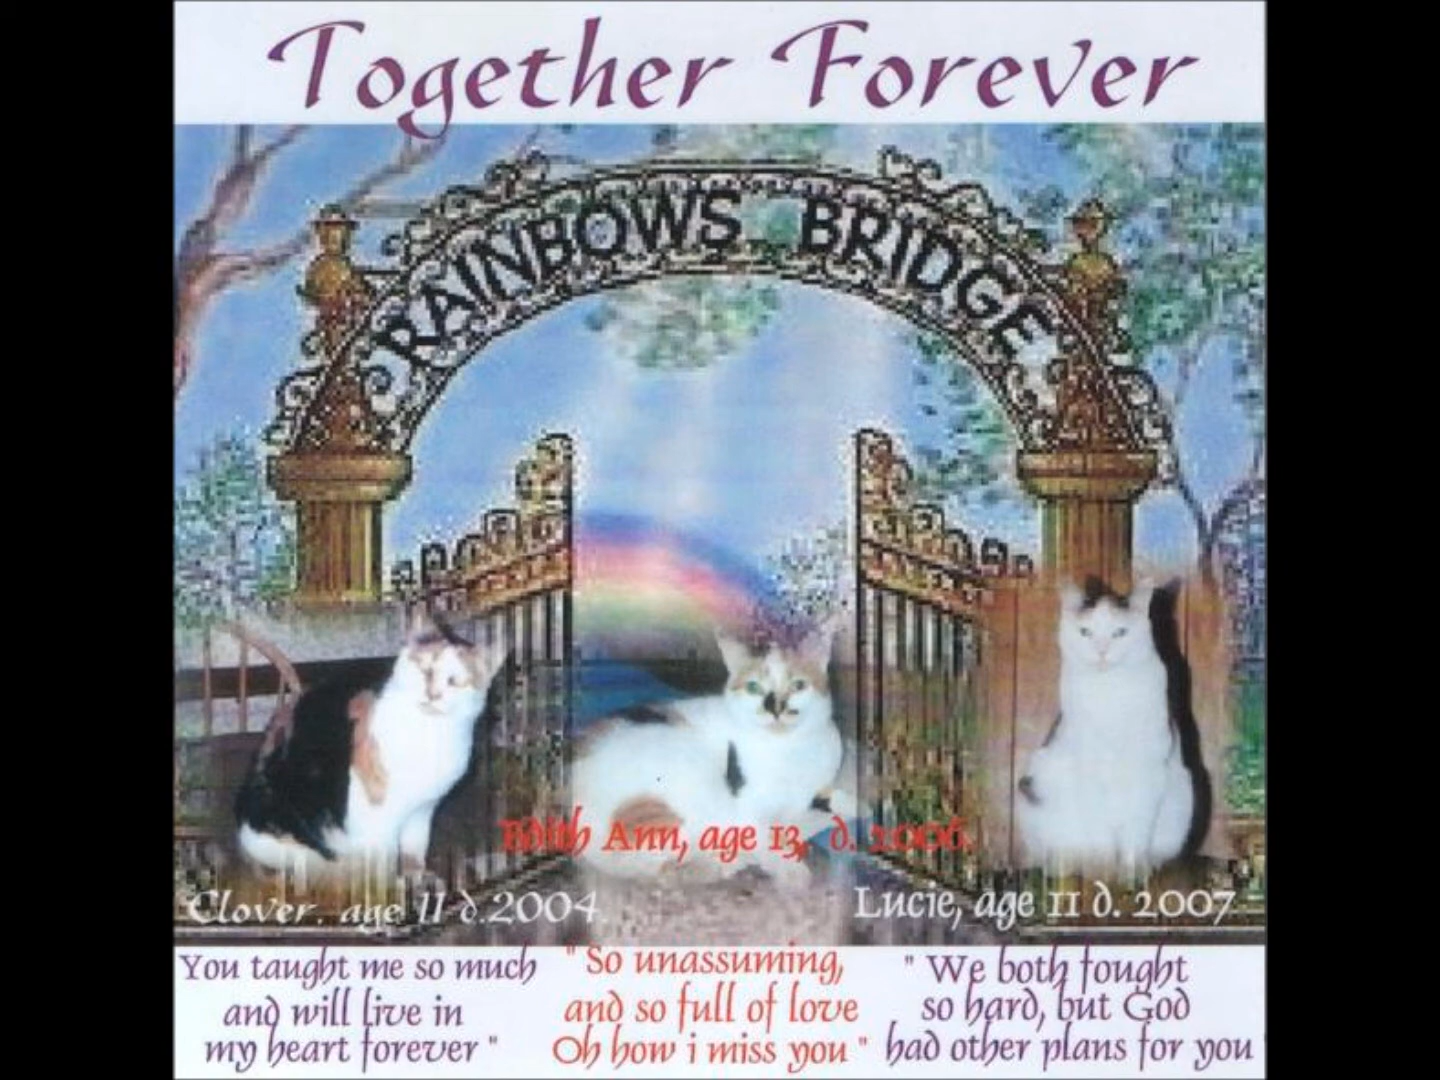 Together Forever
RAINBOWS BRIDGE
Edith Ann, age 13, d. 2006.
Clover, age 11 d.2004.
Lucie, age 11 d. 2007
You taught me so much
and will live in
my heart forever "
" So unassuming,
and so full of love
Oh how i miss you "
" We both fought
so hard, but God
had other plans for you